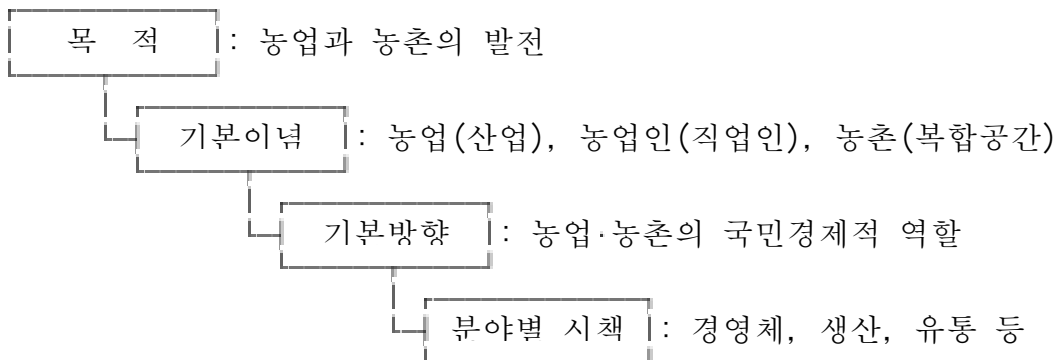 목 적 : 농업과 농촌의 발전
기본이념 : 농업(산업), 농업인(직업인), 농촌(복합공간)
기본방향 : 농업·농촌의 국민경제적 역할
분야별 시책 : 경영체, 생산, 유통 등